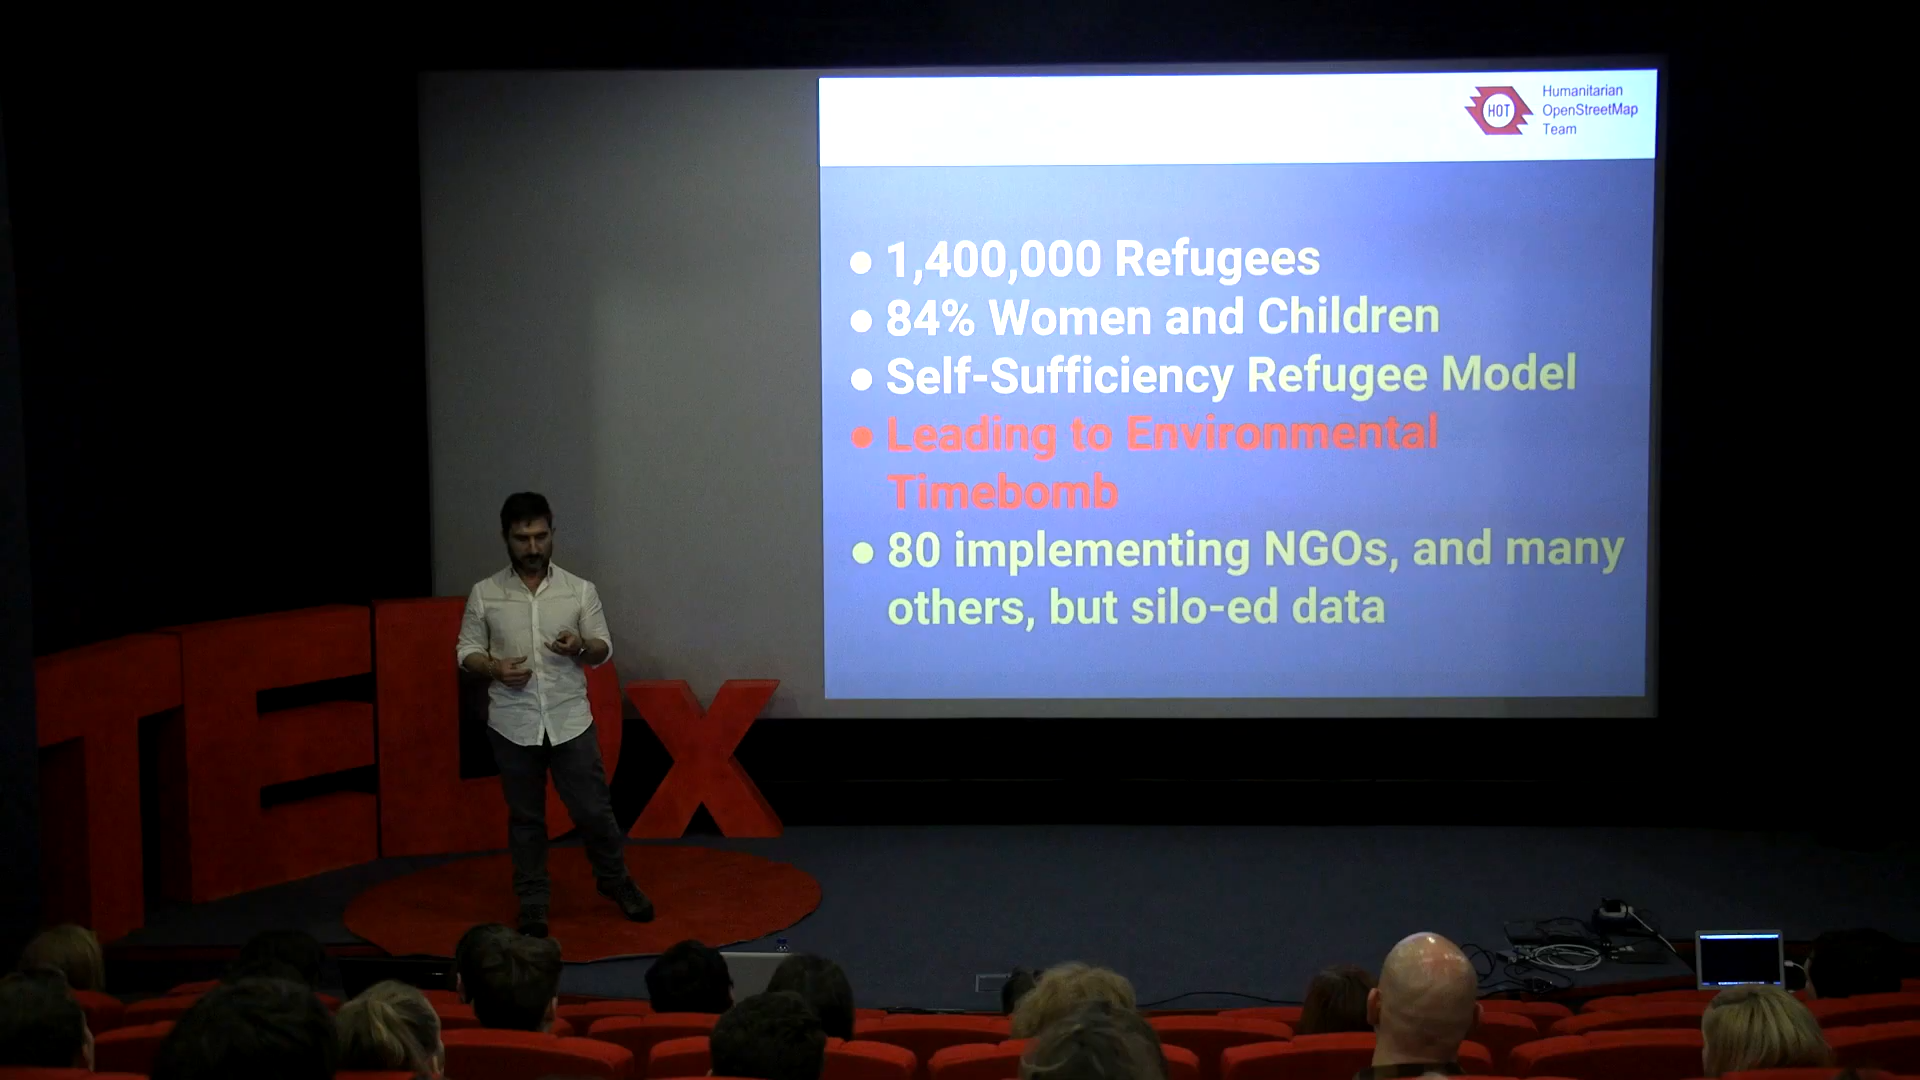 HOT
Humanitarian
OpenStreetMap
Team
● 1,400,000 Refugees
● 84% Women and Children
● Self-Sufficiency Refugee Model
● Leading to Environmental
Timebomb
● 80 implementing NGOs, and many
others, but silo-ed data
TEDx